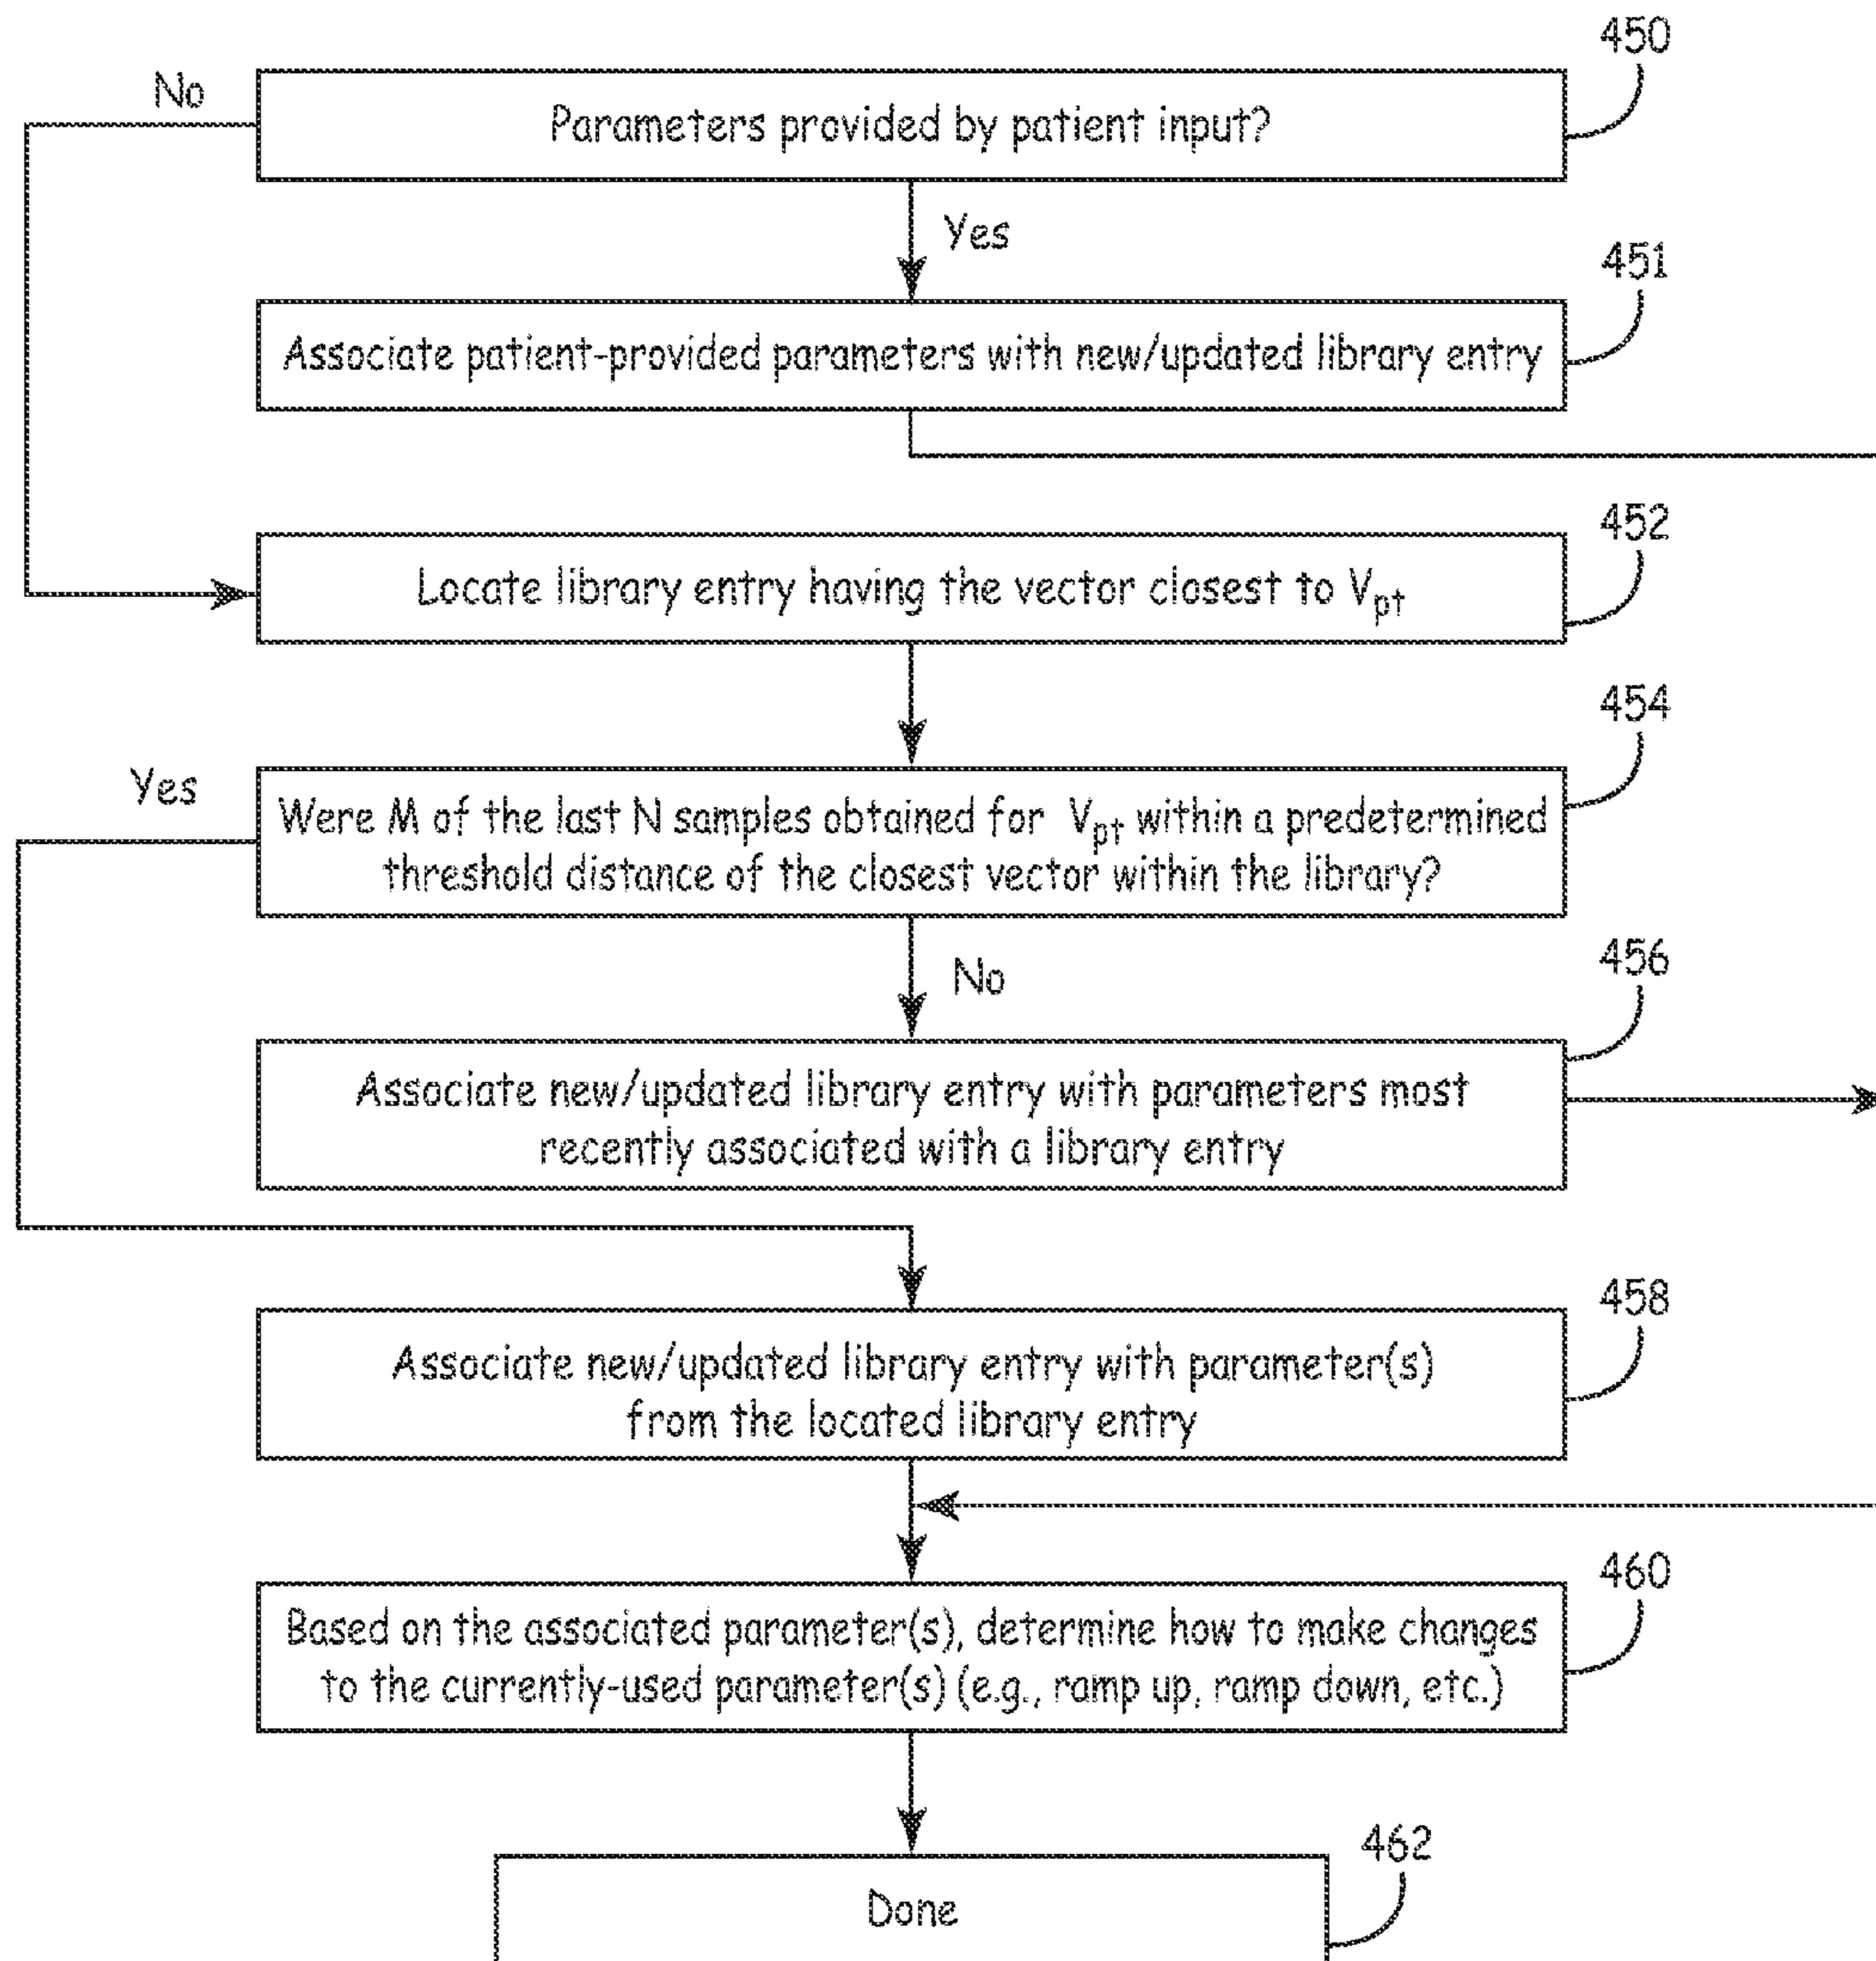 450
No
Parameters provided by patient input?
Yes
451
Associate patient-provided parameters with new/updated library entry
452
Locate library entry having the vector closest to Vpt
454
Yes
Were M of the last N samples obtained for Vpt within a predetermined
threshold distance of the closest vector within the library?
No
456
Associate new/updated library entry with parameters most
recently associated with a library entry
458
Associate new/updated library entry with parameter(s)
from the located library entry
460
Based on the associated parameter(s), determine how to make changes
to the currently-used parameter(s) (e.g., ramp up, ramp down, etc.)
462
Done